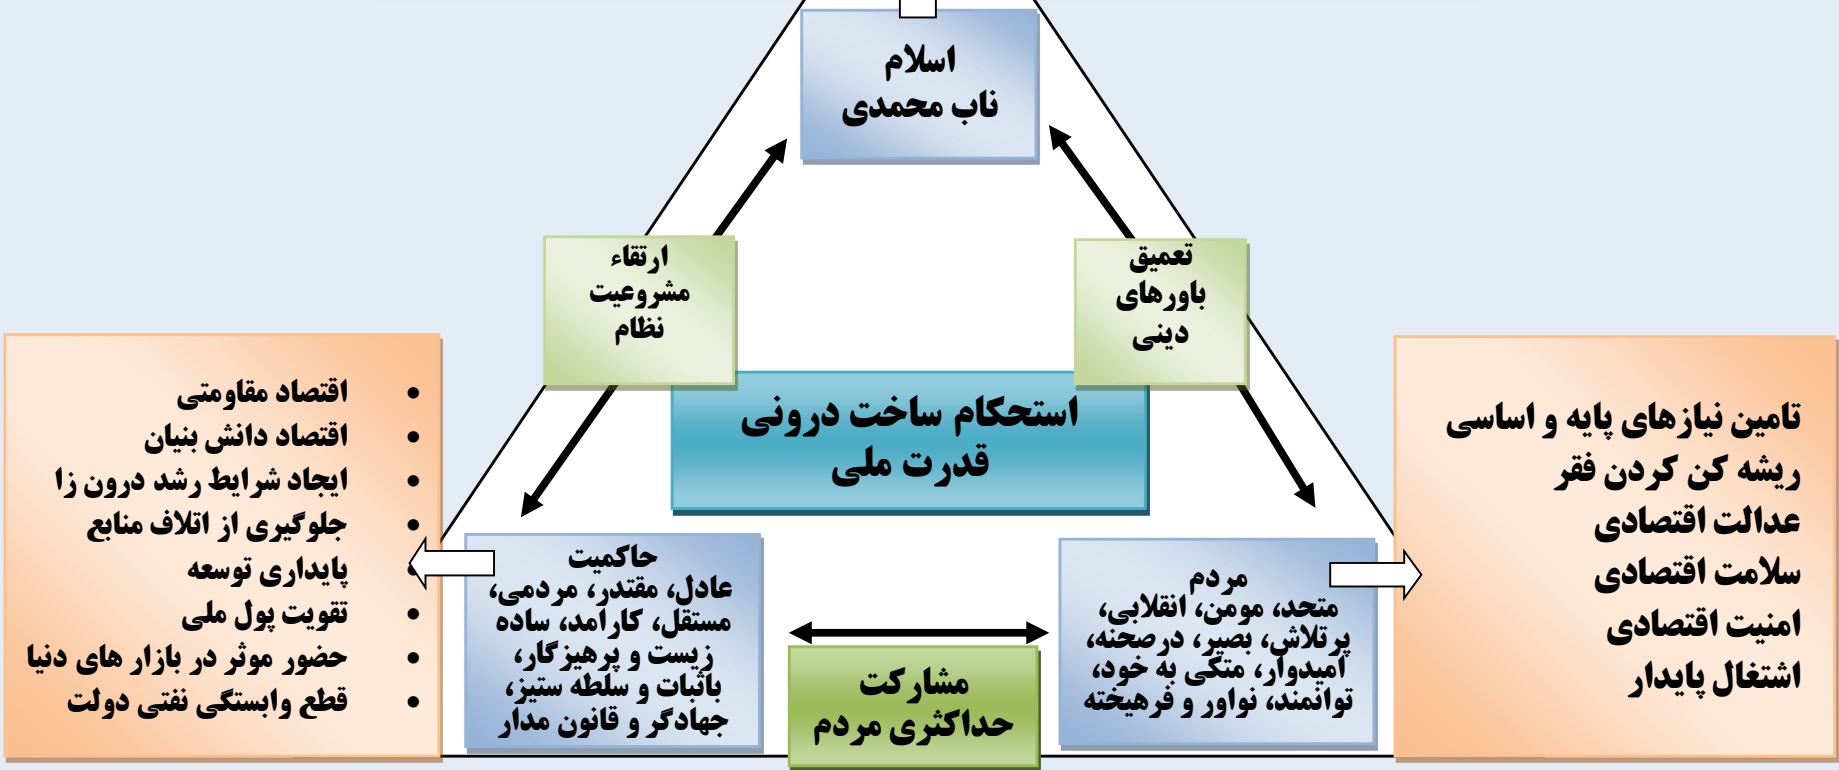 اسلام
ناب محمدی
ارتقاء
مشروعیت
نظام
تعمیق
باورهای
دینی
استحکام ساخت درونی
قدرت ملی
تامین نیازهای پایه و اساسی
ریشه کن کردن فقر
عدالت اقتصادی
سلامت اقتصادی
امنیت اقتصادی
اشتغال پایدار
مردم
متحد، مومن، انقلابی،
پرتلاش، بصیر، درصحنه،
امیدوار، متکی به خود،
توانمند، نواور و فرهیخته
مشارکت
حداکثری مردم
حاکمیت
عادل، مقتدر، مردمی،
مستقل، کارامد، ساده
زیست و پرهیزگار،
باثبات و سلطه ستیز،
جهادگر و قانون مدار
• اقتصاد مقاومتی
• اقتصاد دانش بنیان
• ایجاد شرایط رشد درون زا
• جلوگیری از اتلاف منابع
• پایداری توسعه
• تقویت پول ملی
• حضور موثر در بازار های دنیا
• قطع وابستگی نفتی دولت